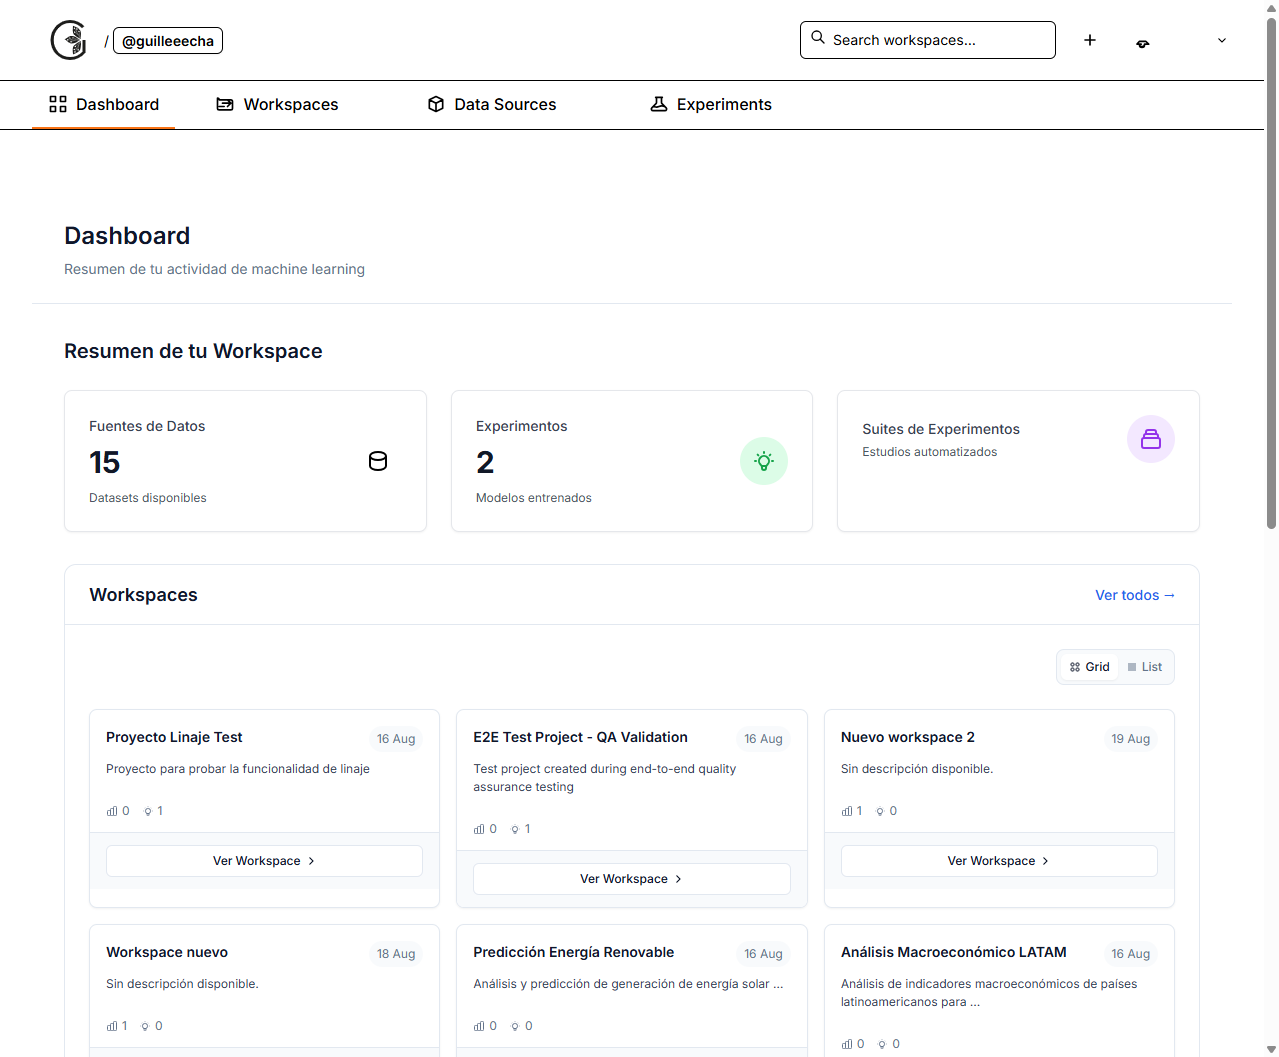 / @guilleeecha
Search workspaces...
Dashboard
Workspaces
Data Sources
Experiments
Dashboard
Resumen de tu actividad de machine learning
Resumen de tu Workspace
Fuentes de Datos
15
Datasets disponibles
Experimentos
2
Modelos entrenados
Suites de Experimentos
Estudios automatizados
Workspaces
Ver todos →
Grid
List
Proyecto Linaje Test
16 Aug
Proyecto para probar la funcionalidad de linaje
0 1
Ver Workspace
E2E Test Project - QA Validation
16 Aug
Test project created during end-to-end quality
assurance testing
0 1
Ver Workspace
Nuevo workspace 2
19 Aug
Sin descripción disponible.
1 0
Ver Workspace
Workspace nuevo
18 Aug
Sin descripción disponible.
1 0
Predicción Energía Renovable
16 Aug
Análisis y predicción de generación de energía solar ...
0 0
Análisis Macroeconómico LATAM
16 Aug
Análisis de indicadores macroeconómicos de países
latinoamericanos para ...
0 0